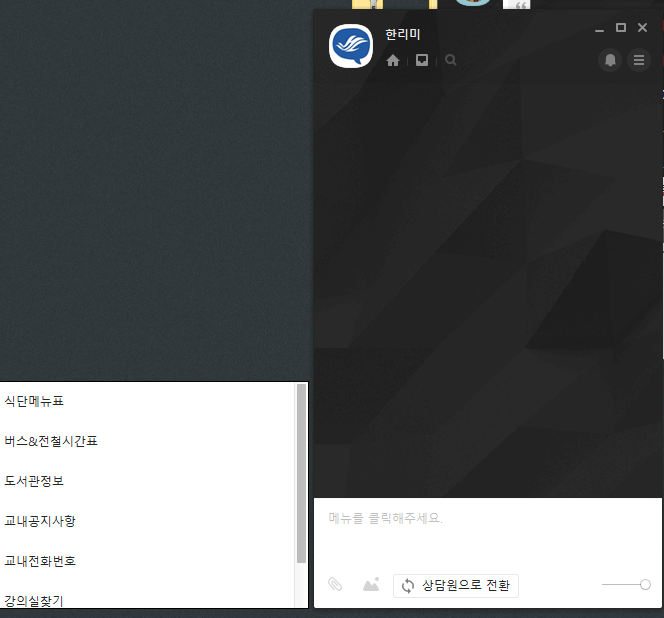 한리미
식단메뉴표
버스&전철시간표
도서관정보
교내공지사항
교내전화번호
강의실찾기
메뉴를 클릭해주세요.
상담원으로 전환